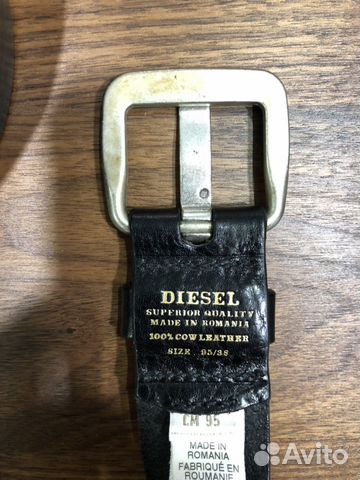 DIESEL
SUPERIOR QUALITY
MADE IN ROMANIA
100% COW LEATHER
SIZE . 95/38
CM 95
MADE IN
ROMANIA
FABRIQUÉ EN
ROUMANIE
Avito